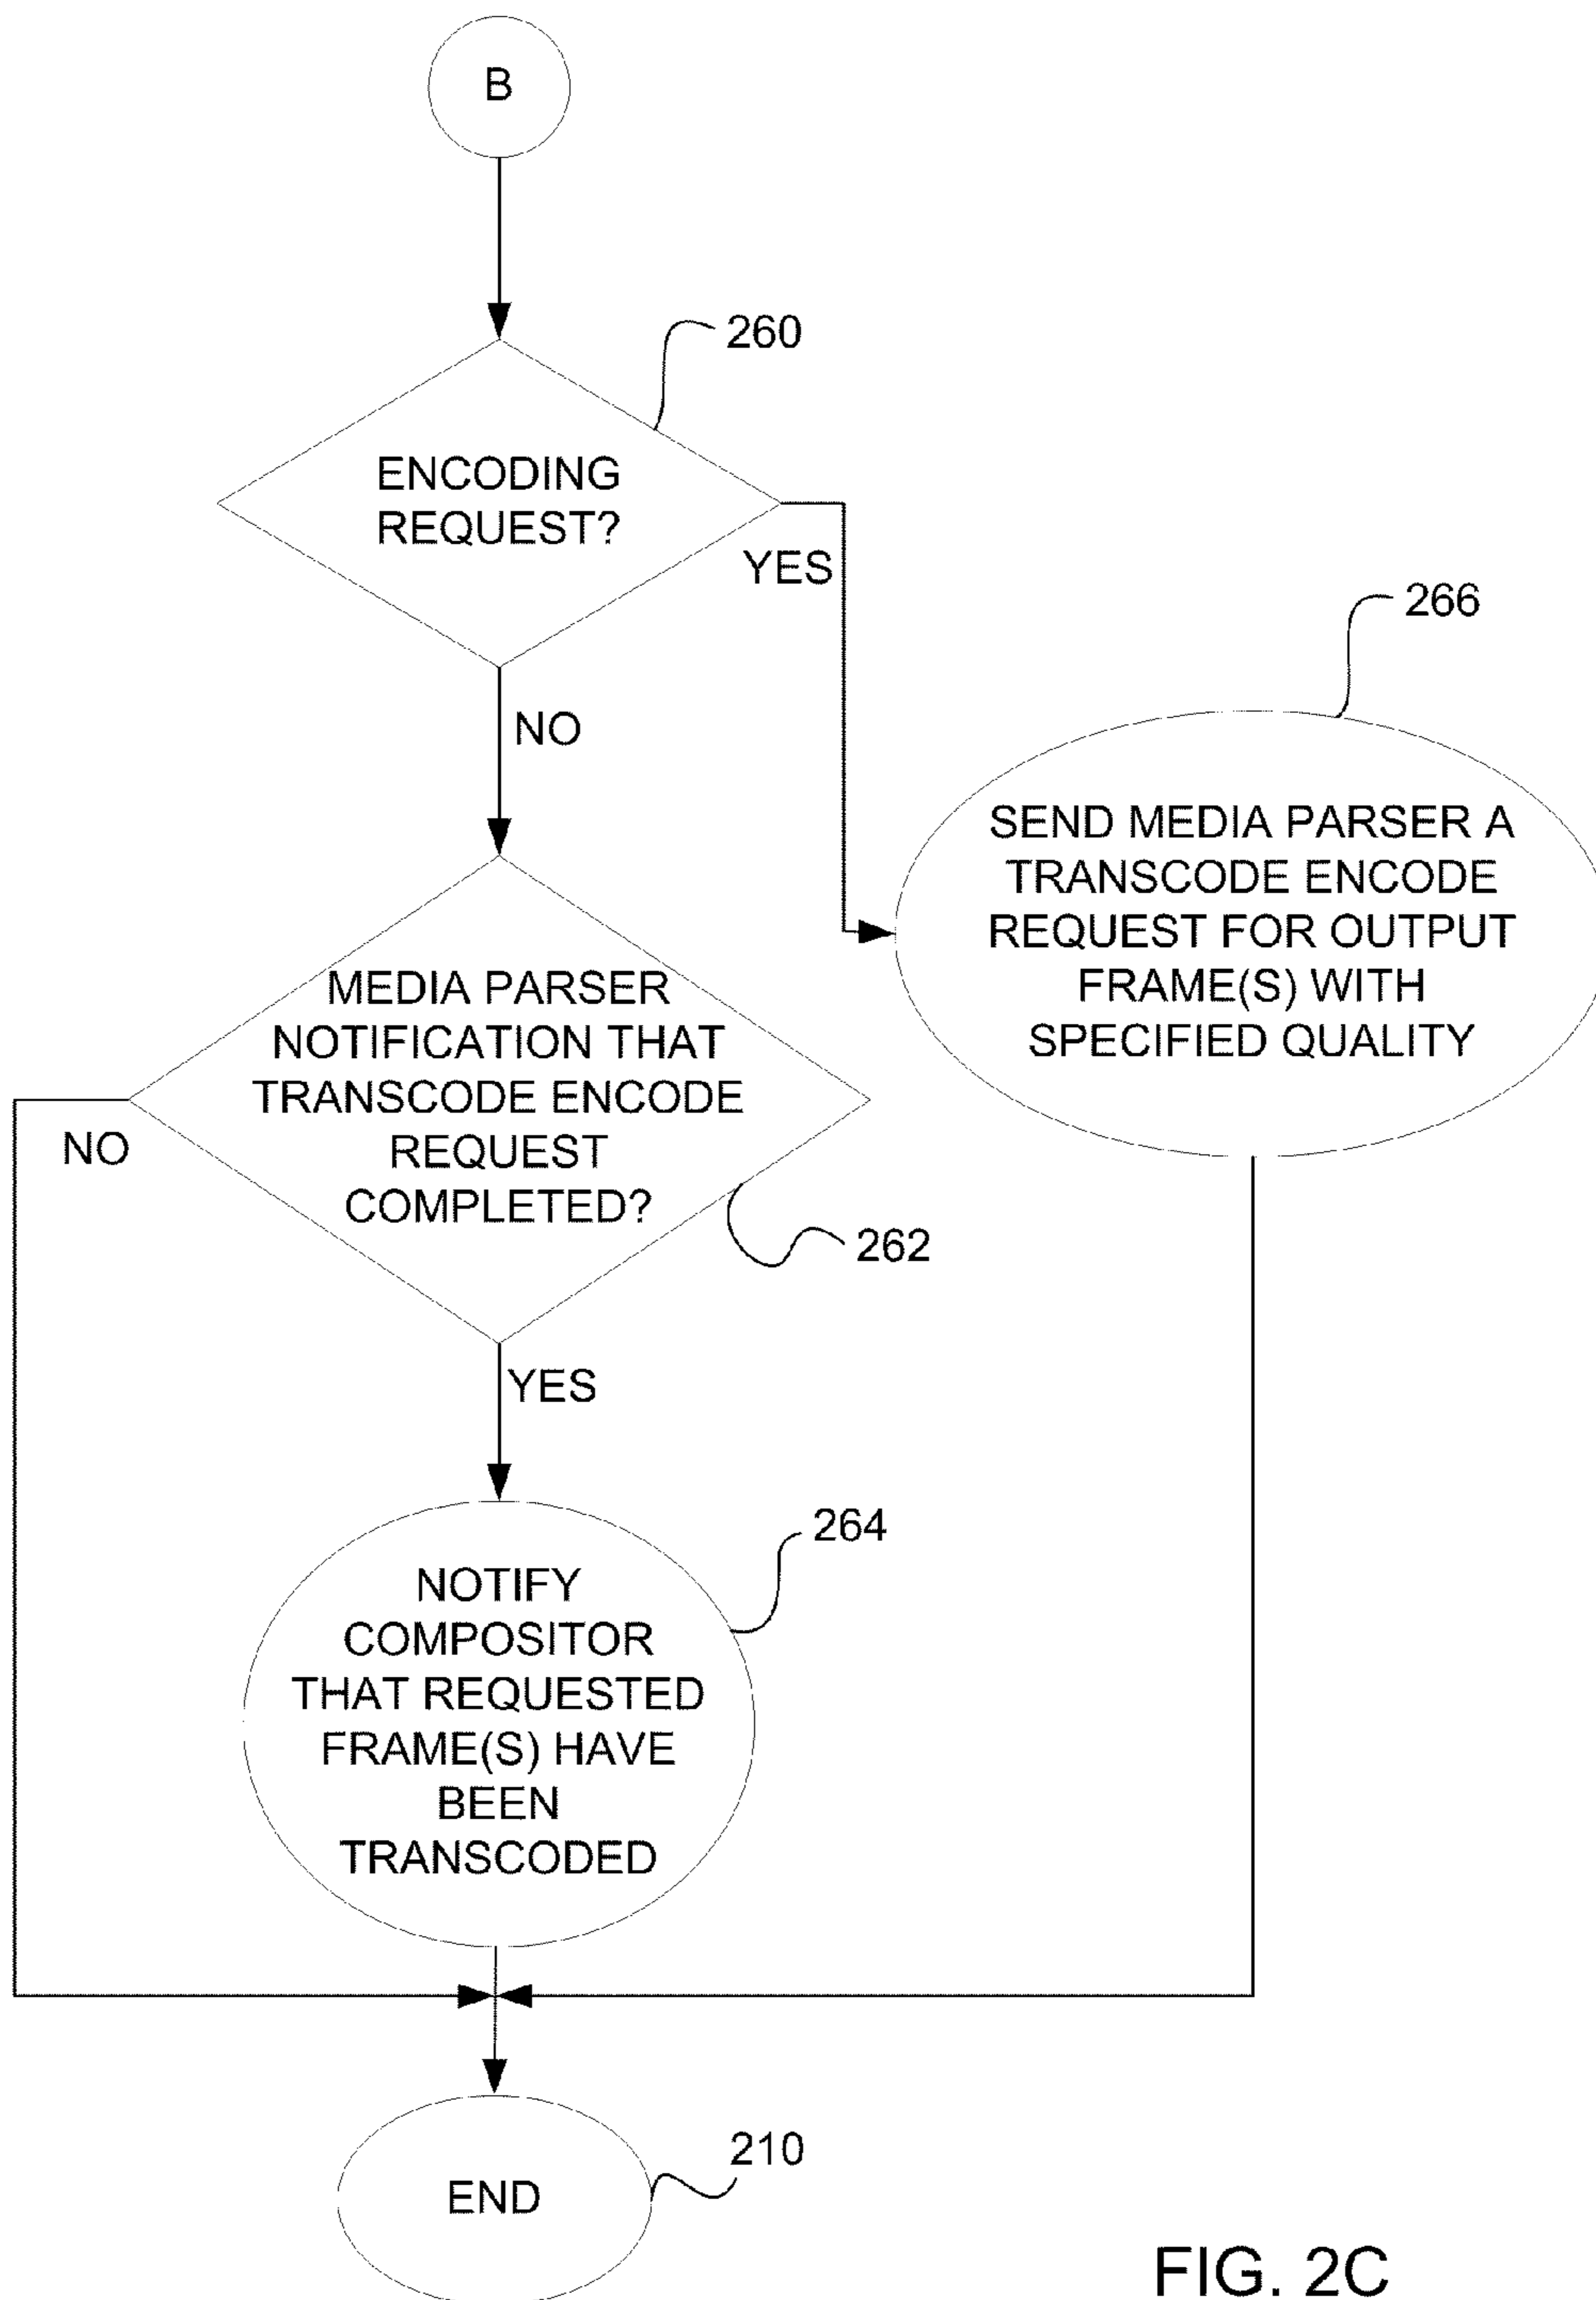 B
260
ENCODING
REQUEST?
YES
266
NO
SEND MEDIA PARSER A
TRANSCODE ENCODE
REQUEST FOR OUTPUT
FRAME(S) WITH
SPECIFIED QUALITY
MEDIA PARSER
NOTIFICATION THAT
TRANSCODE ENCODE
REQUEST
COMPLETED?
NO
262
YES
264
NOTIFY
COMPOSITOR
THAT REQUESTED
FRAME(S) HAVE
BEEN
TRANSCODED
210
END
FIG. 2C